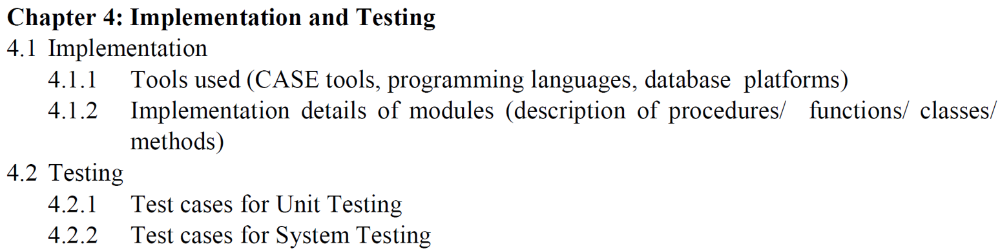 Chapter 4: Implementation and Testing
4.1 Implementation
4.1.1 Tools used (CASE tools, programming languages, database platforms)
4.1.2 Implementation details of modules (description of procedures/ functions/ classes/
methods)
4.2 Testing
4.2.1 Test cases for Unit Testing
4.2.2 Test cases for System Testing